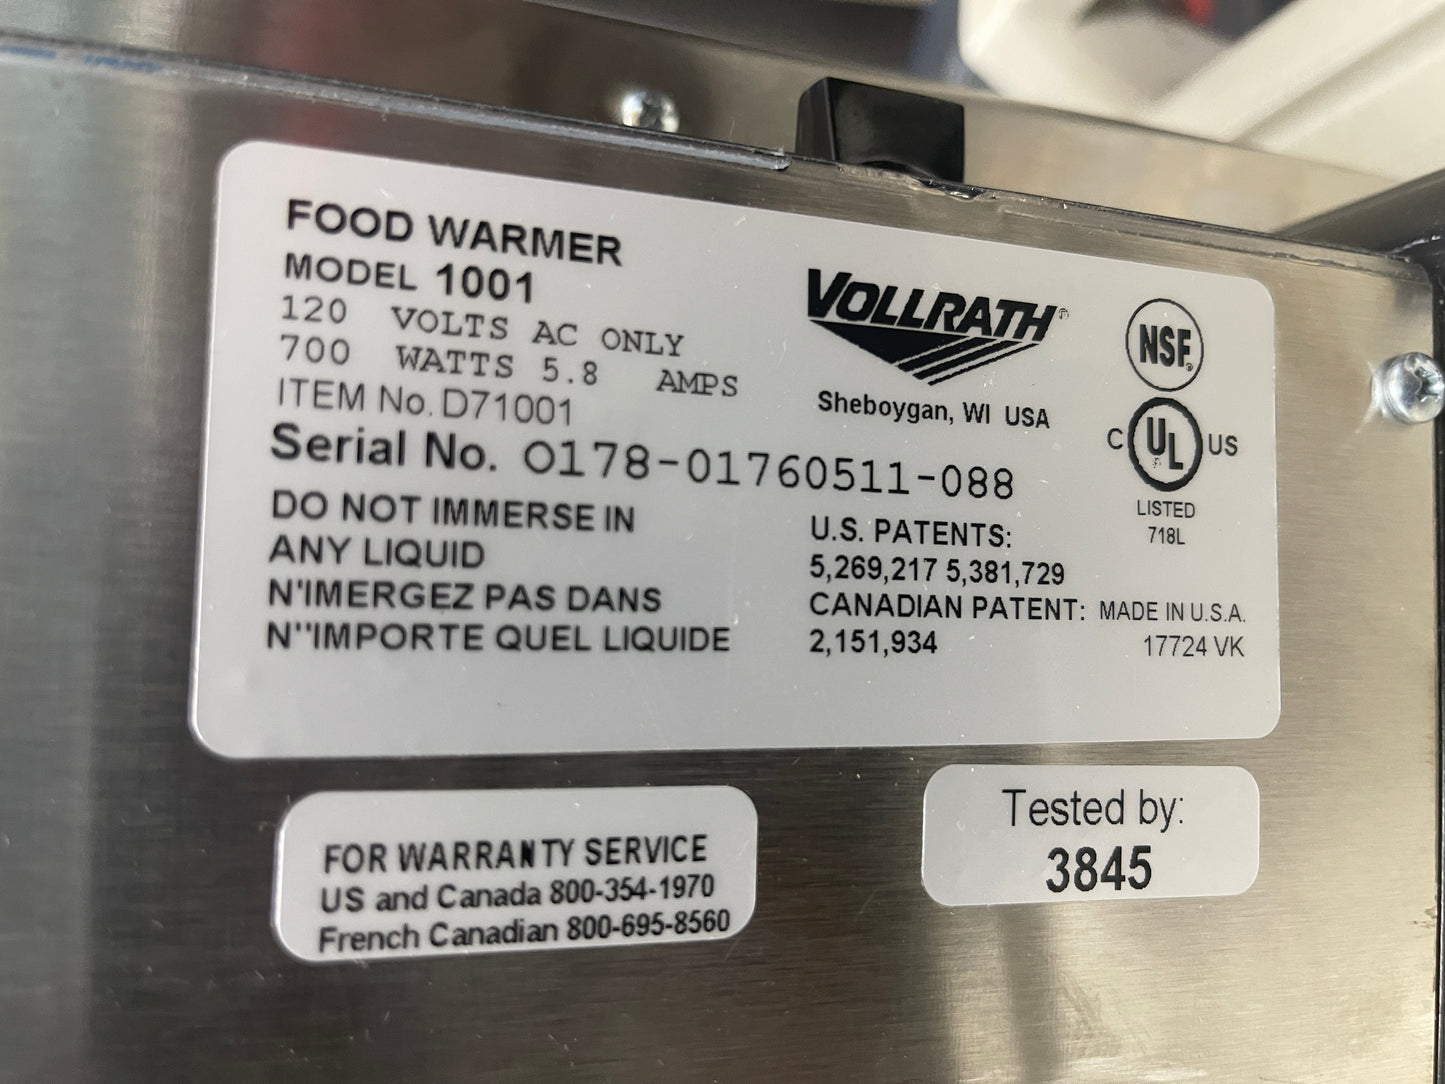 FOOD WARMER
MODEL 1001
120 VOLTS AC ONLY
700 WATTS 5.8 AMPS
ITEM No. D71001
Serial No. 0178-01760511-088
DO NOT IMMERSE IN
ANY LIQUID
N'IMERGEZ PAS DANS
N''IMPORTE QUEL LIQUIDE
VOLLRATH®
Sheboygan, WI USA
NSF®
C UL® US
LISTED
718L
U.S. PATENTS:
5,269,217 5,381,729
CANADIAN PATENT:
2,151,934
MADE IN U.S.A.
17724 VK
FOR WARRANTY SERVICE
US and Canada 800-354-1970
French Canadian 800-695-8560
Tested by:
3845